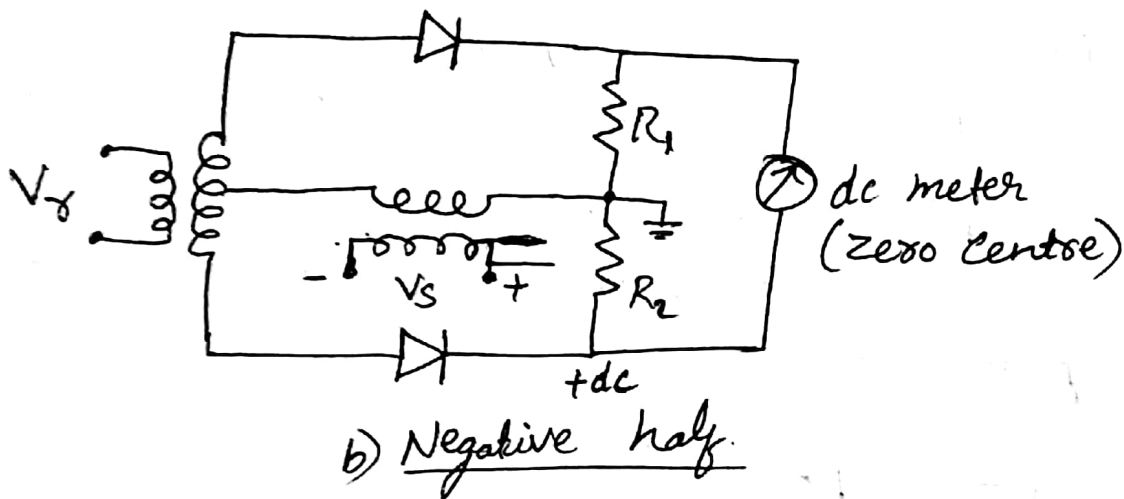 R₁
Vᵣ
dc meter
(zero centre)
- Vs +
R₂
+dc
b) Negative half.